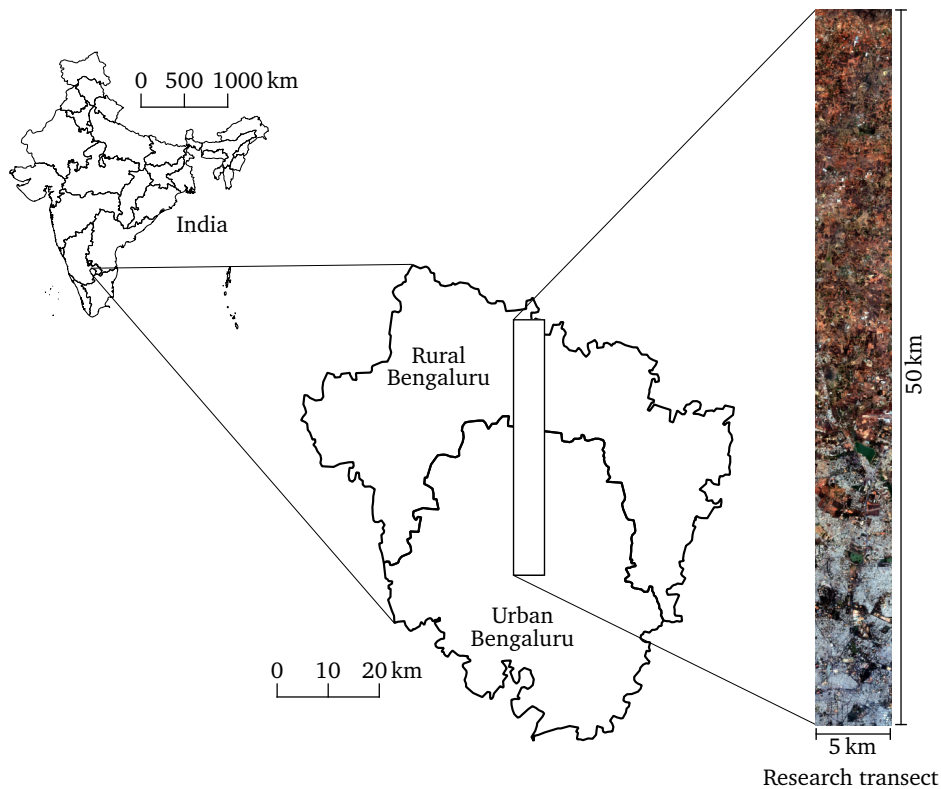 0 500 1000 km
India
Rural
Bengaluru
50 km
Urban
Bengaluru
0 10 20 km
5 km
Research transect